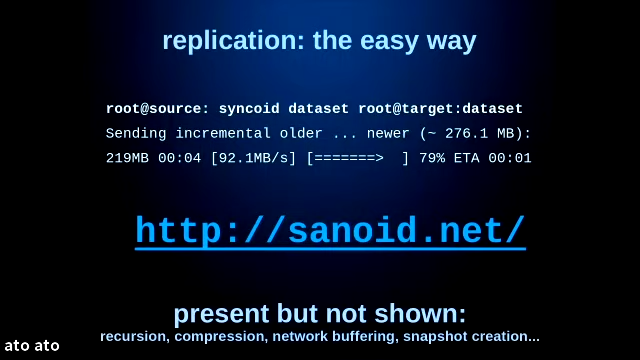 replication: the easy way
root@source: syncoid dataset root@target:dataset
Sending incremental older ... newer (~ 276.1 MB):
219MB 00:04 [92.1MB/s] [=======>  ] 79% ETA 00:01
http://sanoid.net/
present but not shown:
recursion, compression, network buffering, snapshot creation...
ato ato